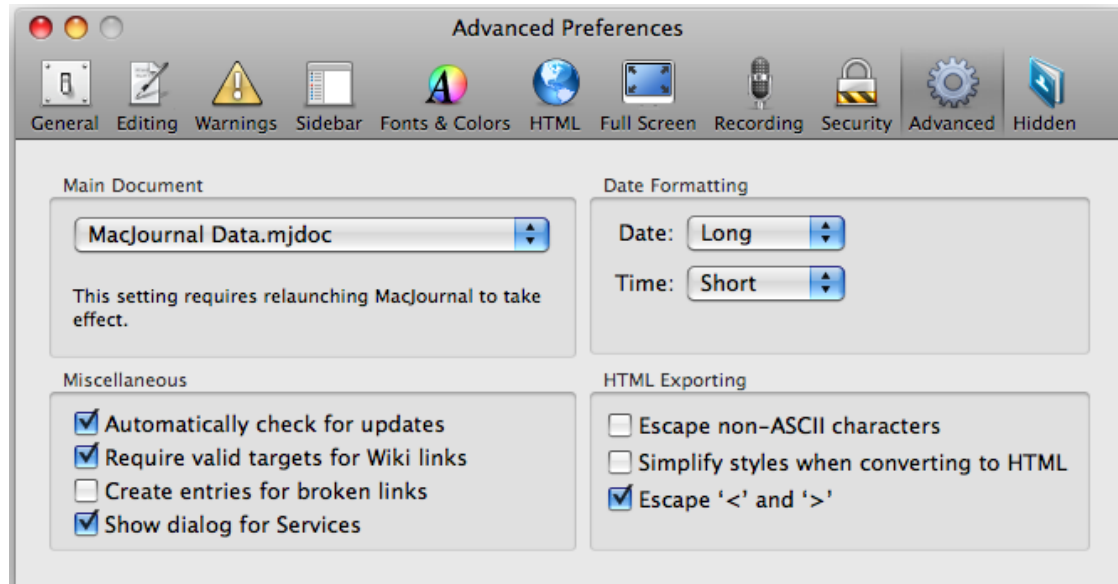 Advanced Preferences
General Editing Warnings Sidebar Fonts & Colors HTML Full Screen Recording Security Advanced Hidden
Main Document
MacJournal Data.mjdoc
This setting requires relaunching MacJournal to take
effect.
Date Formatting
Date: Long
Time: Short
Miscellaneous
Automatically check for updates
Require valid targets for Wiki links
Create entries for broken links
Show dialog for Services
HTML Exporting
Escape non-ASCII characters
Simplify styles when converting to HTML
Escape ‘<’ and ‘>’